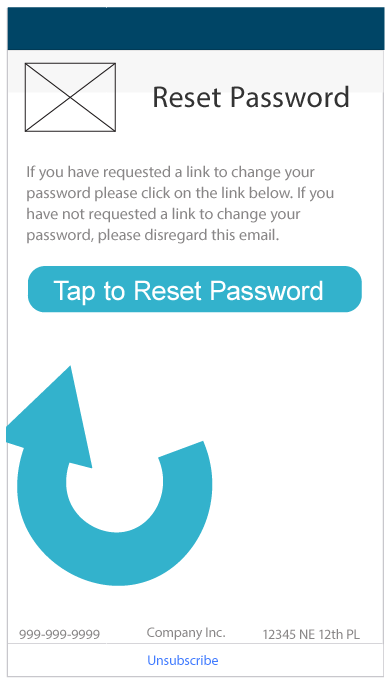 Reset Password
If you have requested a link to change your
password please click on the link below. If you
have not requested a link to change your
password, please disregard this email.
Tap to Reset Password
999-999-9999 Company Inc. 12345 NE 12th PL
Unsubscribe